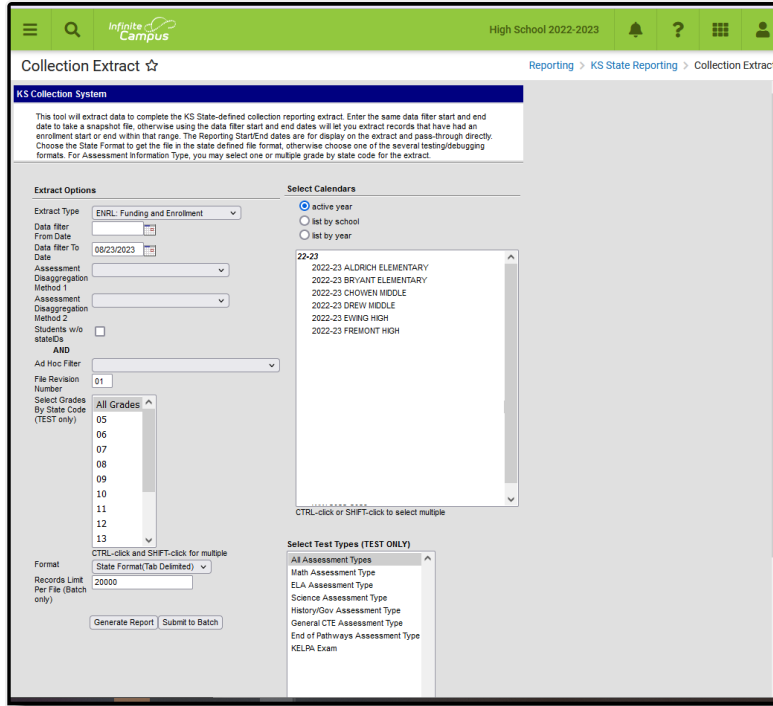 Infinite Campus
High School 2022-2023
Collection Extract
Reporting > KS State Reporting > Collection Extract
KS Collection System
This tool will extract data to complete the KS State-defined collection reporting extract. Enter the same data filter start and end
date to take a snapshot file, otherwise using the data filter start and end dates will let you extract records that have had an
enrollment start or end within that range. The Reporting Start/End dates are for display on the extract and pass-through directly.
Choose the State Format to get the file in the state defined file format, otherwise choose one of the several testing/debugging
formats. For Assessment Information Type, you may select one or multiple grade by state code for the extract.
Extract Options
Extract Type
ENRL: Funding and Enrollment
Data filter
From Date
Data filter To
Date
08/23/2023
Assessment
Disaggregation
Method 1
Assessment
Disaggregation
Method 2
Students w/o
stateIDs
AND
Ad Hoc Filter
File Revision
Number
01
Select Grades
By State Code
(TEST only)
All Grades
05
06
07
08
09
10
11
12
13
CTRL-click and SHIFT-click for multiple
Format
State Format(Tab Delimited)
Records Limit
Per File (Batch
only)
20000
Generate Report
Submit to Batch
Select Calendars
active year
list by school
list by year
22-23
2022-23 ALDRICH ELEMENTARY
2022-23 BRYANT ELEMENTARY
2022-23 CHOWEN MIDDLE
2022-23 DREW MIDDLE
2022-23 EWING HIGH
2022-23 FREMONT HIGH
CTRL-click or SHIFT-click to select multiple
Select Test Types (TEST ONLY)
All Assessment Types
Math Assessment Type
ELA Assessment Type
Science Assessment Type
History/Gov Assessment Type
General CTE Assessment Type
End of Pathways Assessment Type
KELPA Exam